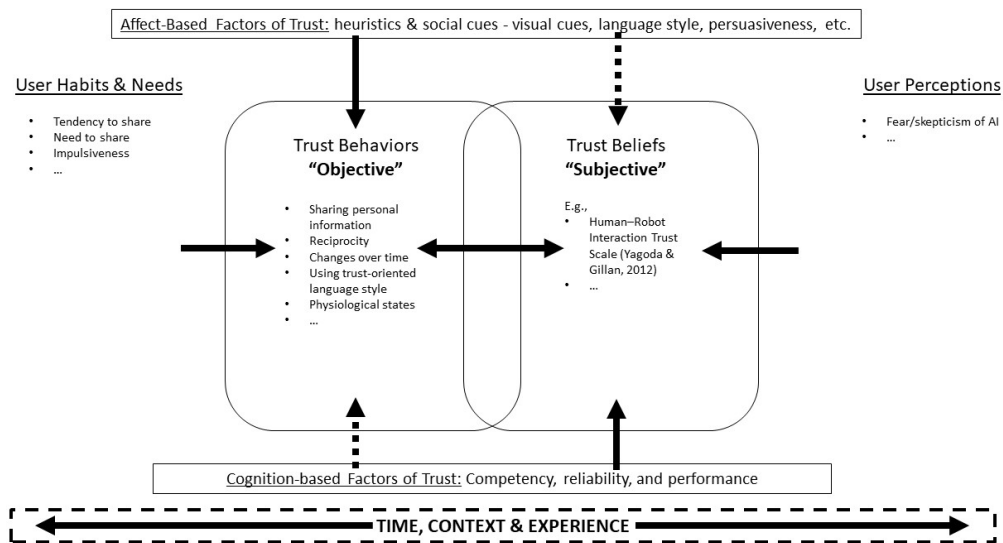 Affect-Based Factors of Trust: heuristics & social cues - visual cues, language style, persuasiveness, etc.
User Habits & Needs
• Tendency to share
• Need to share
• Impulsiveness
• ...
Trust Behaviors
“Objective”
• Sharing personal
information
• Reciprocity
• Changes over time
• Using trust-oriented
language style
• Physiological states
• ...
Trust Beliefs
“Subjective”
E.g.,
• Human–Robot
Interaction Trust
Scale (Yagoda &
Gillan, 2012)
• ...
User Perceptions
• Fear/skepticism of AI
• ...
Cognition-based Factors of Trust: Competency, reliability, and performance
TIME, CONTEXT & EXPERIENCE